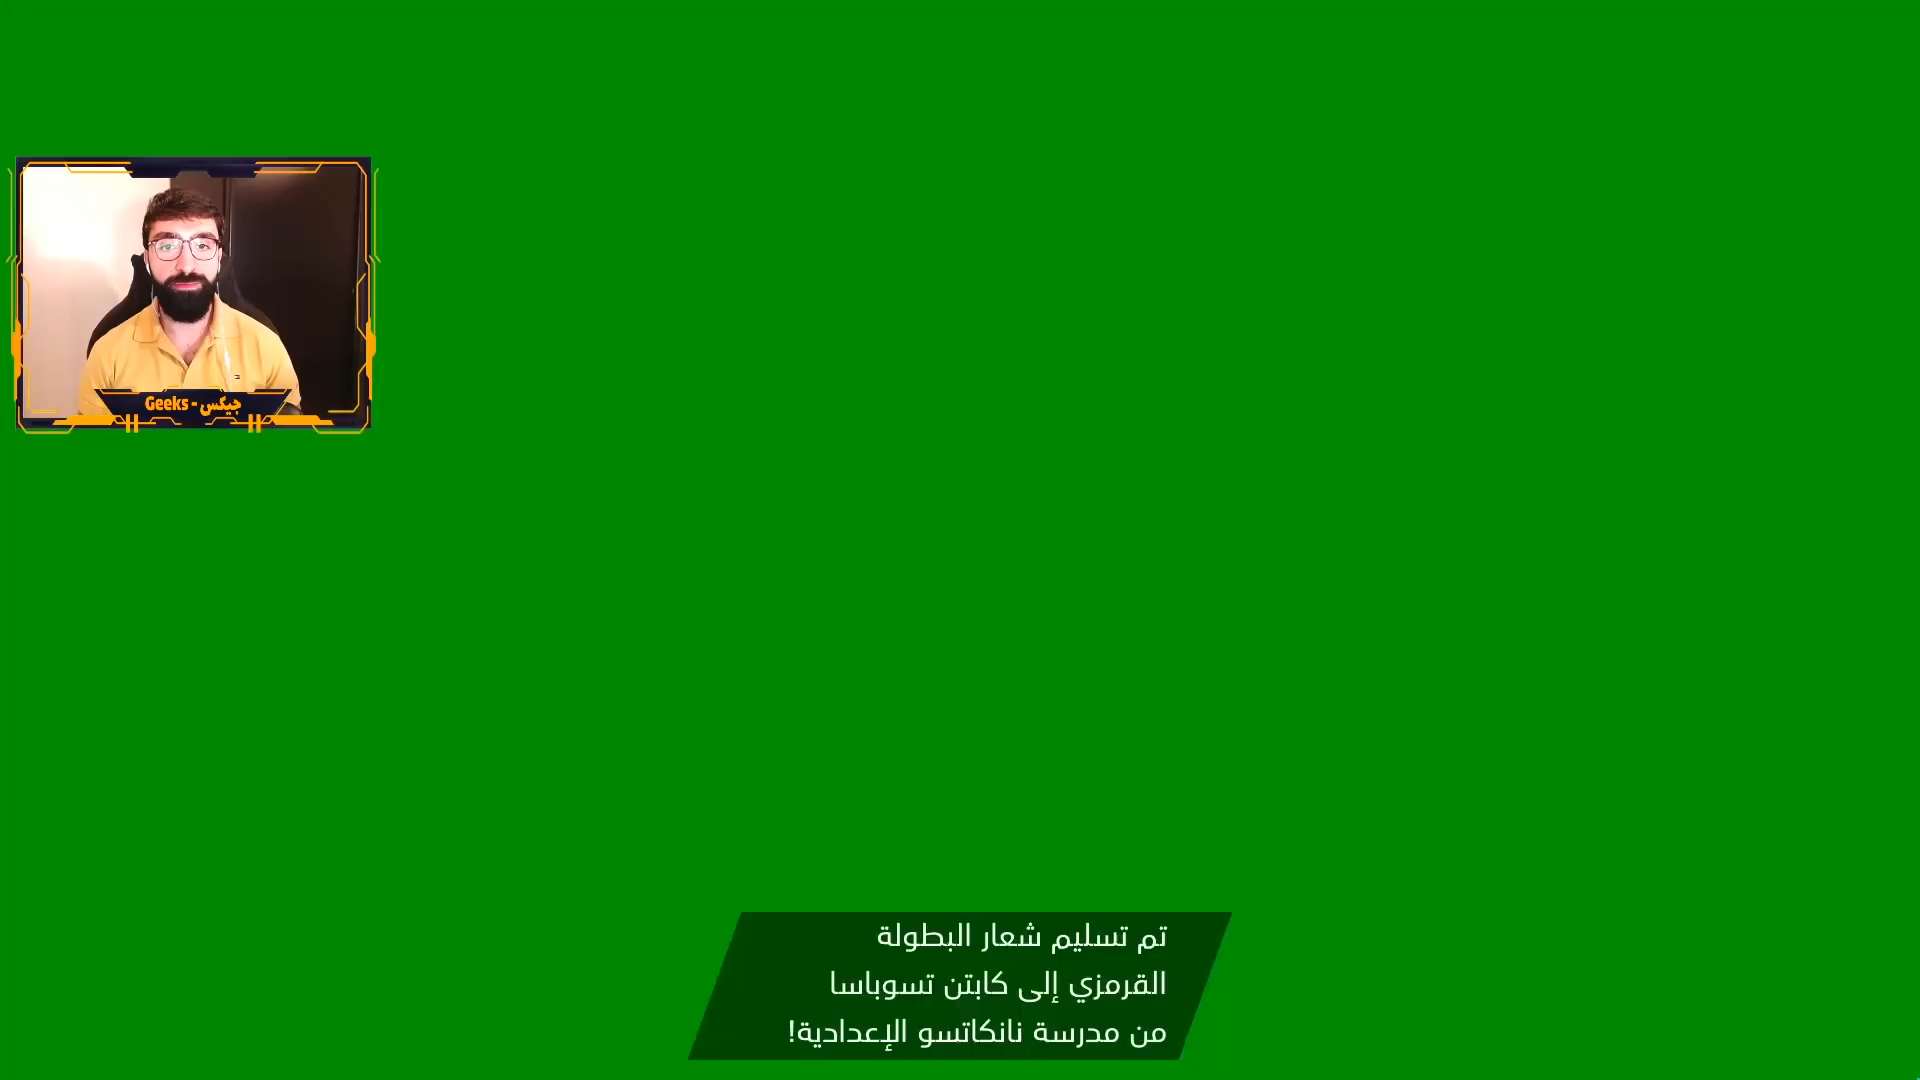 جيكس - Geeks
تم تسليم شعار البطولة
القرمزي إلى كابتن تسوباسا
من مدرسة نانكاتسو الإعدادية!